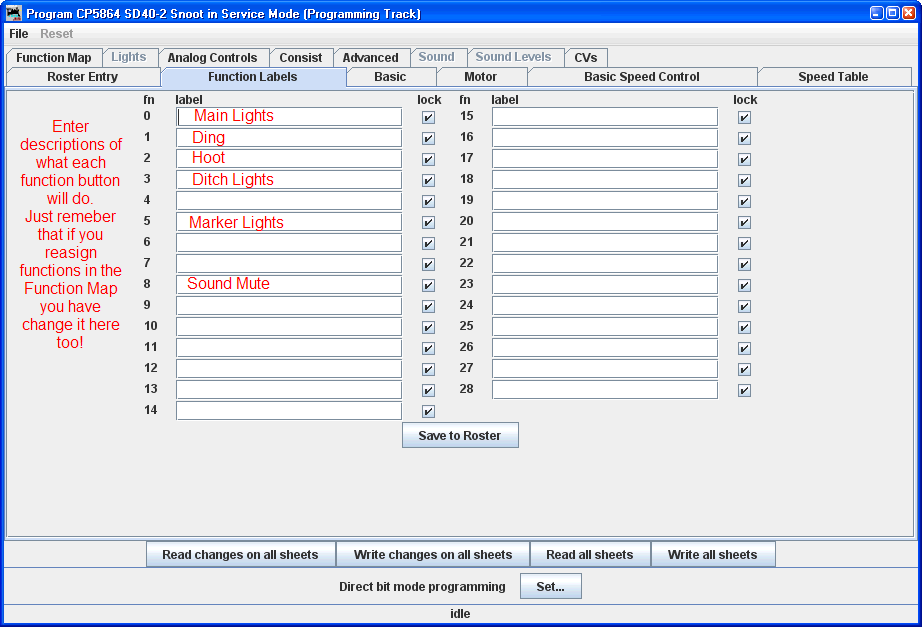 Program CP5864 SD40-2 Snoot in Service Mode (Programming Track)
File Reset
Function Map Lights Analog Controls Consist Advanced Sound Sound Levels CVs
Roster Entry Function Labels Basic Motor Basic Speed Control Speed Table
fn label lock fn label lock
Enter
descriptions of
what each
function button
will do.
Just remeber
that if you
reasign
functions in the
Function Map
you have
change it here
too!
0 Main Lights 15
1 Ding 16
2 Hoot 17
3 Ditch Lights 18
4 19
5 Marker Lights 20
6 21
7 22
8 Sound Mute 23
9 24
10 25
11 26
12 27
13 28
14
Save to Roster
Read changes on all sheets Write changes on all sheets Read all sheets Write all sheets
Direct bit mode programming Set...
idle